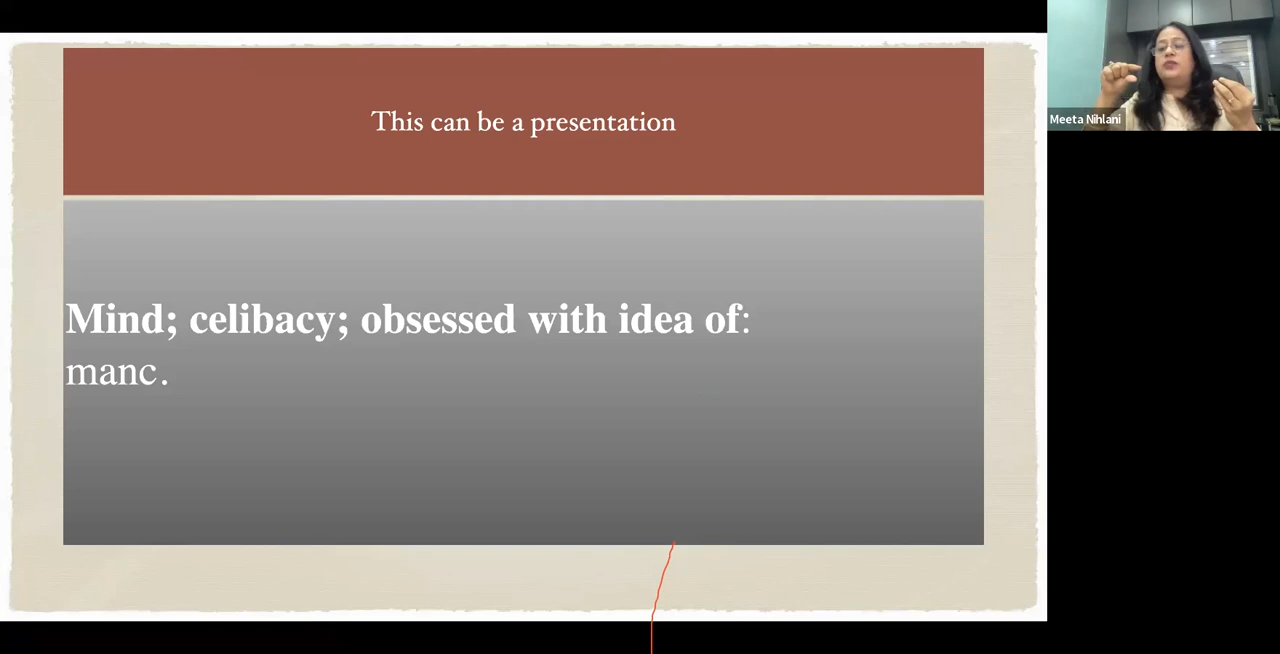 This can be a presentation
Mind; celibacy; obsessed with idea of:
manc.
Meeta Nihlani